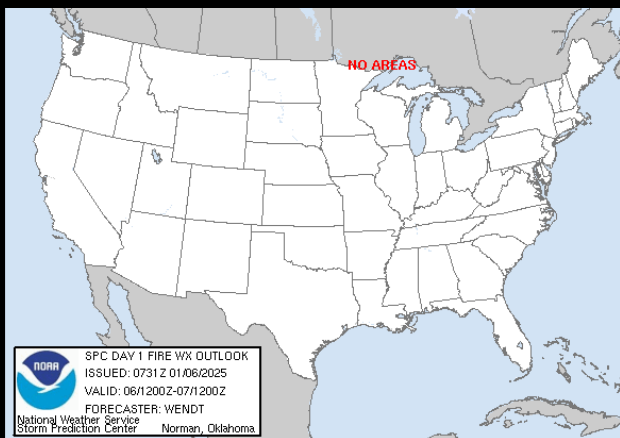 NO AREAS
NOAA
SPC DAY 1 FIRE WX OUTLOOK
ISSUED: 0731Z 01/06/2025
VALID: 06/1200Z-07/1200Z
FORECASTER: WENDT
National Weather Service
Storm Prediction Center Norman, Oklahoma